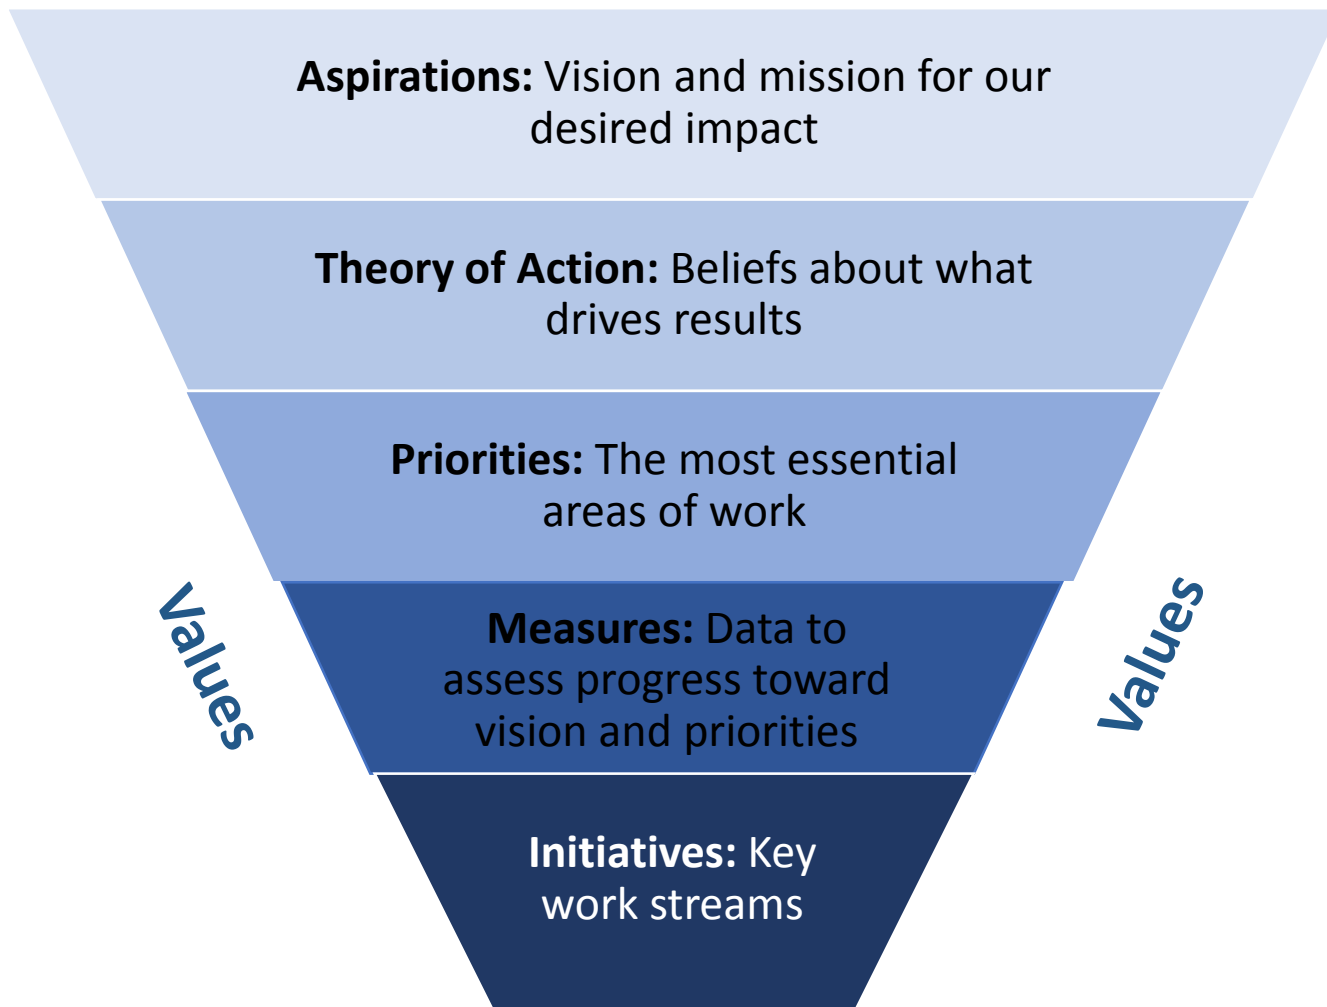 Aspirations: Vision and mission for our
desired impact
Theory of Action: Beliefs about what
drives results
Priorities: The most essential
areas of work
Values
Values
Measures: Data to
assess progress toward
vision and priorities
Initiatives: Key
work streams